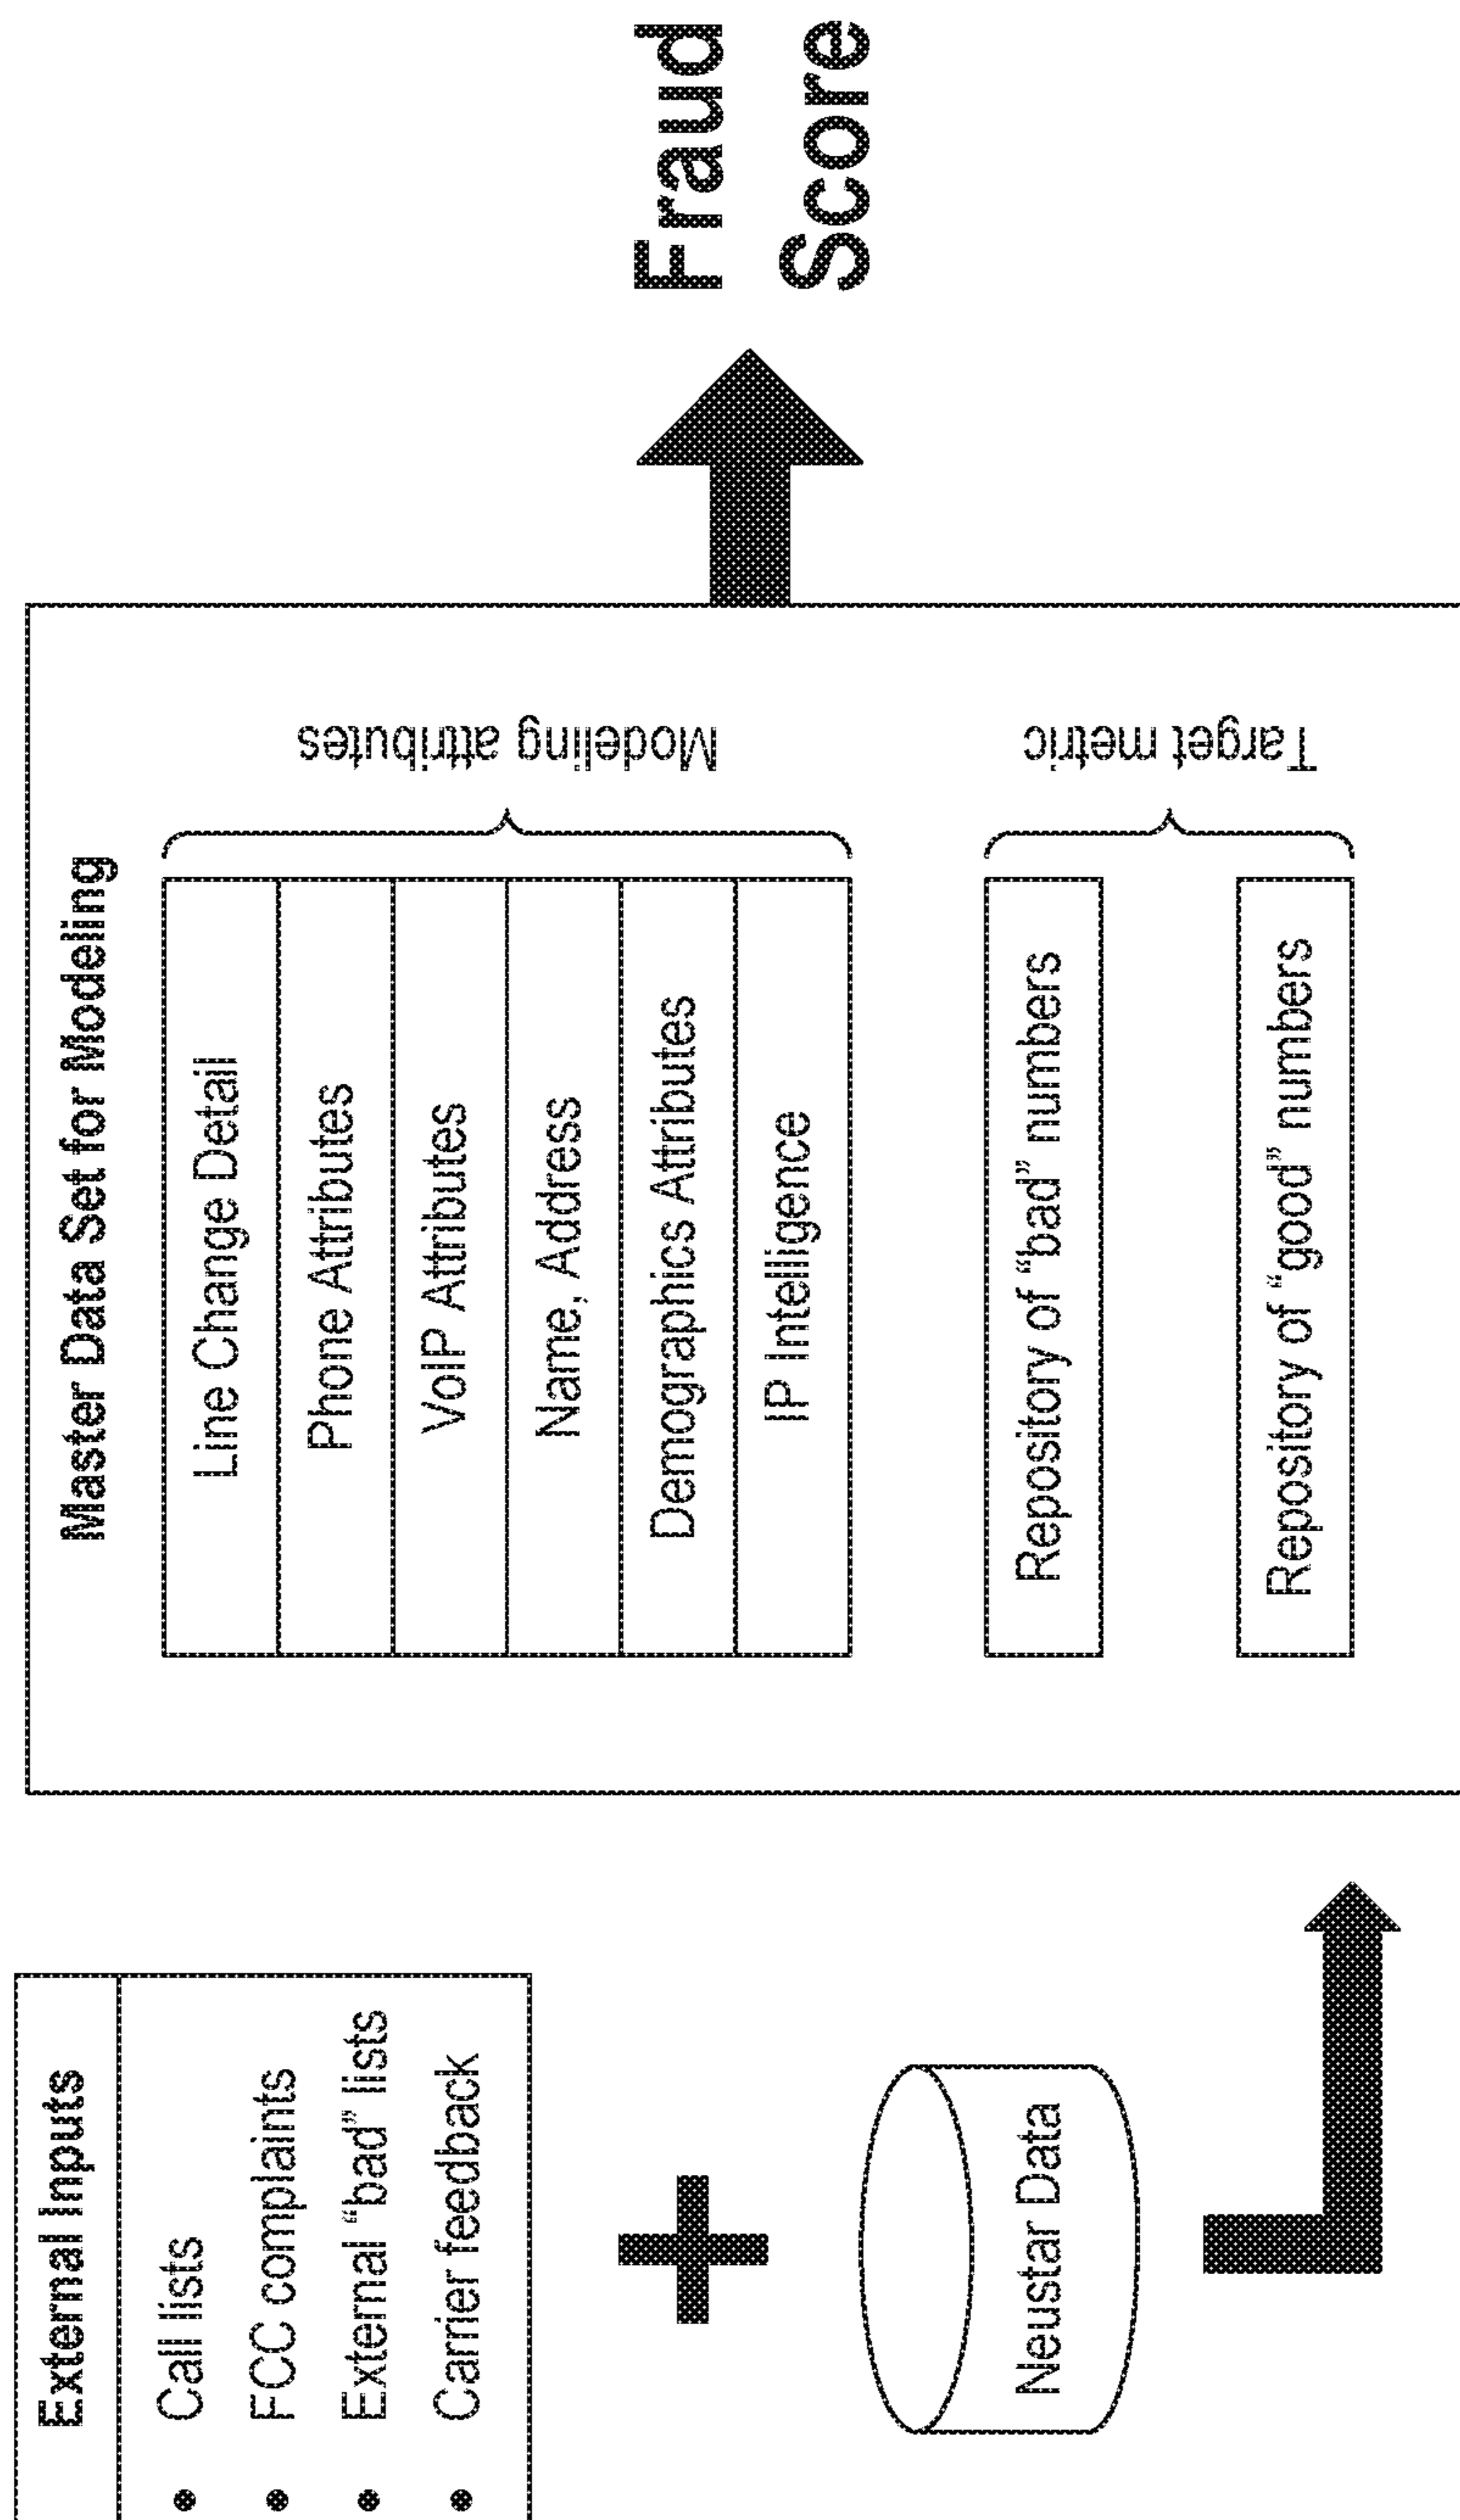 External Inputs
• Call lists
• FCC complaints
• External “bad” lists
• Carrier feedback
Neustar Data
Master Data Set for Modeling
Line Change Detail
Phone Attributes
VoIP Attributes
Name, Address
Demographics Attributes
IP Intelligence
Modeling attributes
Repository of “bad” numbers
Repository of “good” numbers
Target metric
Fraud
Score